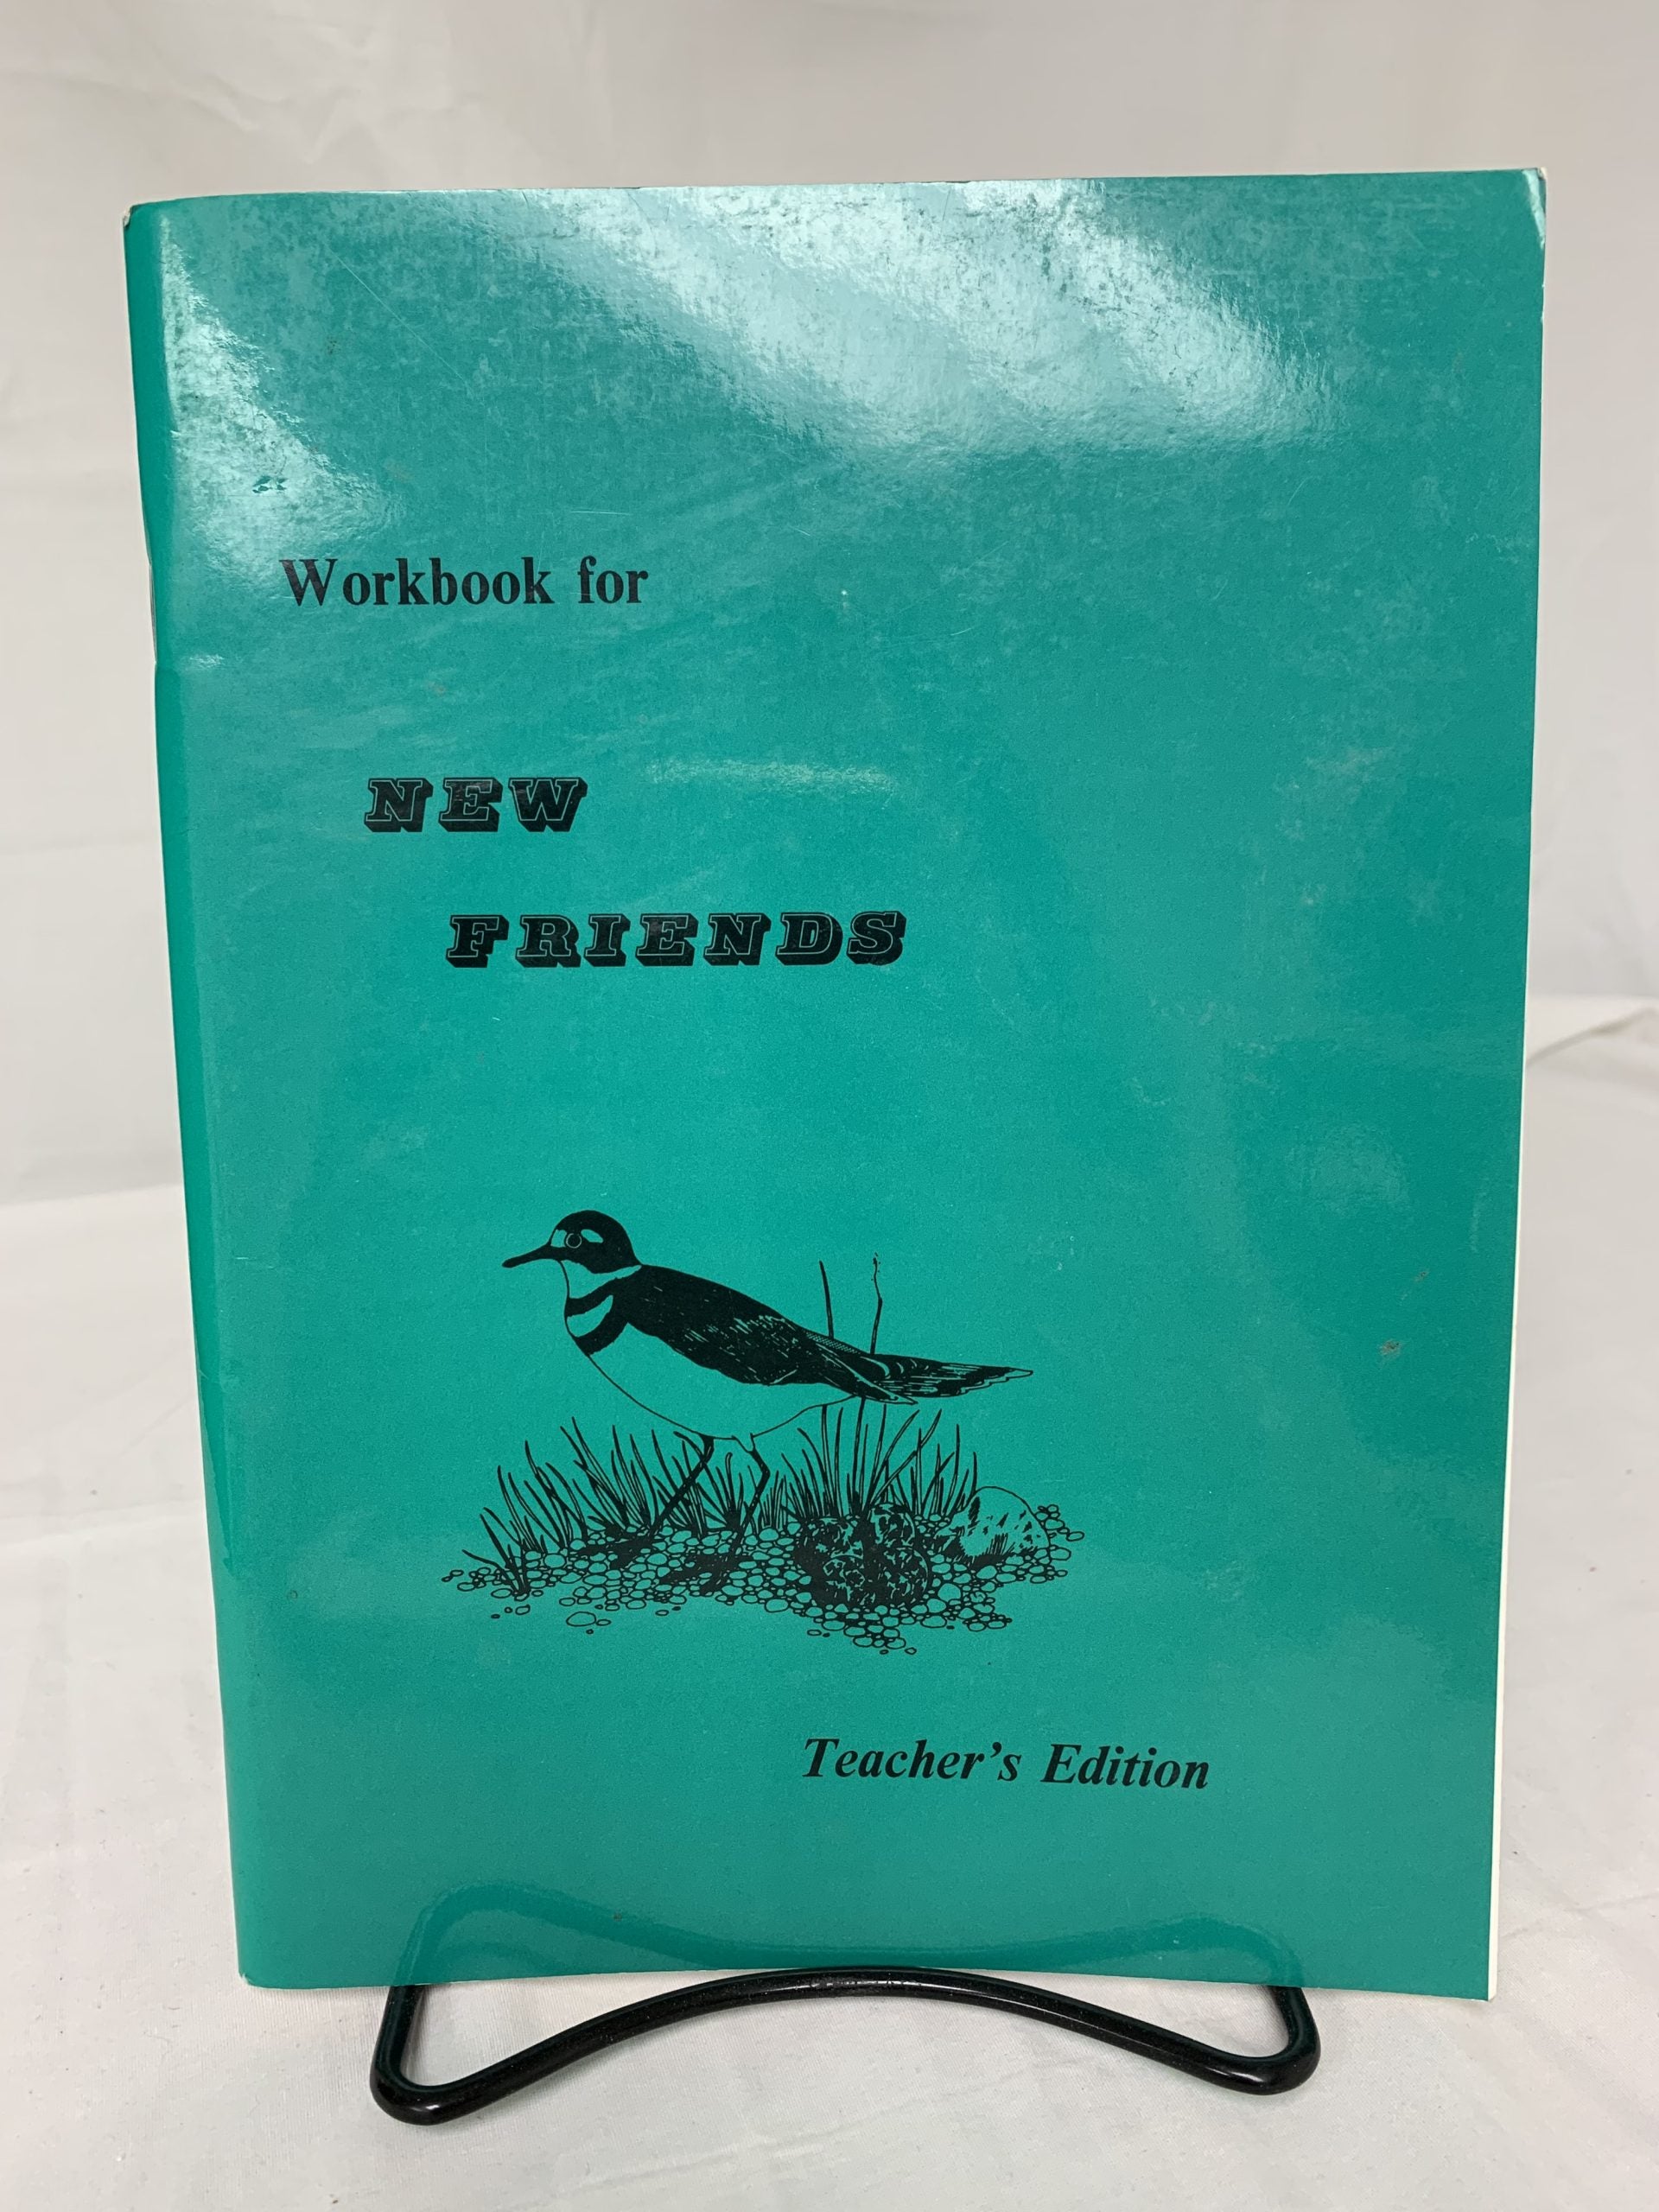 Workbook for
NEW
FRIENDS
Teacher's Edition